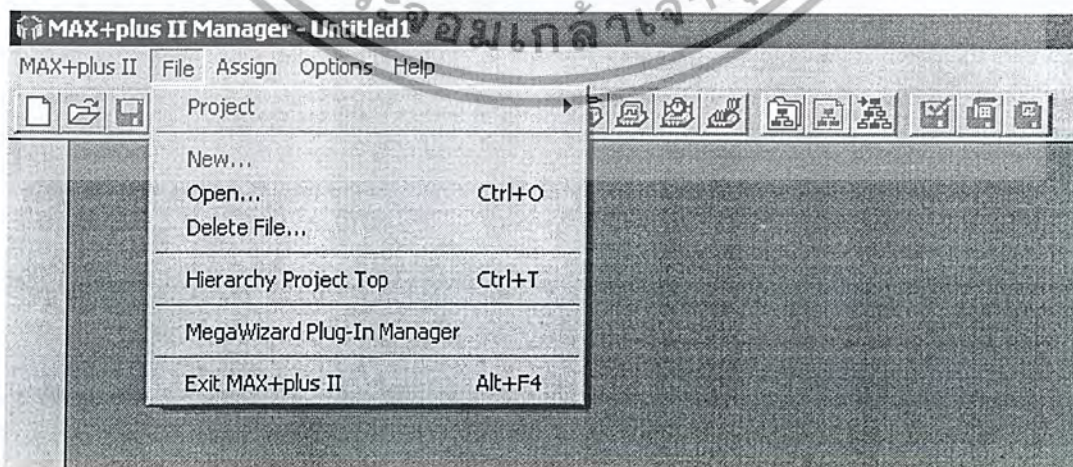 MAX+plus II Manager - Untitled1
MAX+plus II File Assign Options Help
Project
New...
Open... Ctrl+O
Delete File...
Hierarchy Project Top Ctrl+T
MegaWizard Plug-In Manager
Exit MAX+plus II Alt+F4